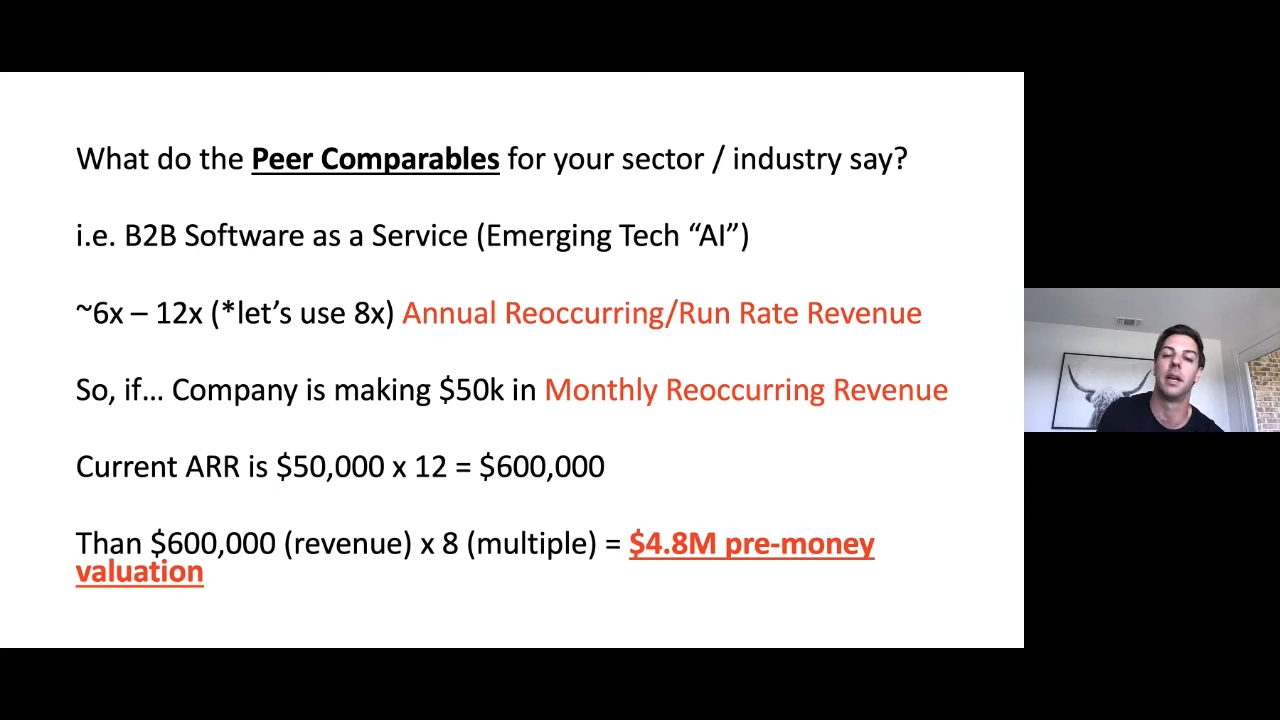 What do the Peer Comparables for your sector / industry say?
i.e. B2B Software as a Service (Emerging Tech “AI”)
~6x – 12x (*let’s use 8x) Annual Reoccurring/Run Rate Revenue
So, if… Company is making $50k in Monthly Reoccurring Revenue
Current ARR is $50,000 x 12 = $600,000
Than $600,000 (revenue) x 8 (multiple) = $4.8M pre-money
valuation